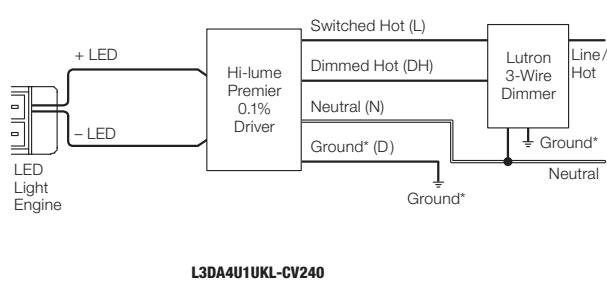 Switched Hot (L)
+ LED
Dimmed Hot (DH)
Hi-lume
Premier
0.1%
Driver
Lutron
3-Wire
Dimmer
Line/
Hot
Neutral (N)
– LED
Ground* (D)
Ground*
Neutral
LED
Light
Engine
Ground*
L3DA4U1UKL-CV240